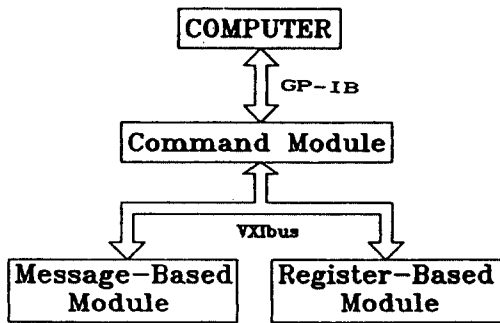 COMPUTER
GP-IB
Command Module
VXIbus
Message-Based
Module
Register-Based
Module